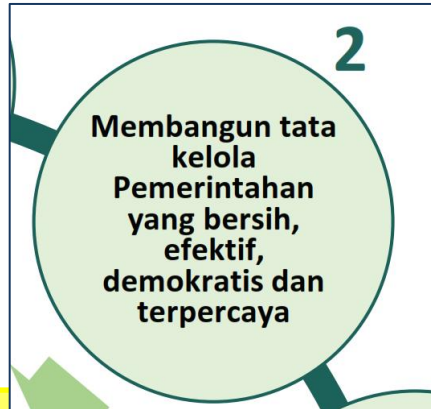 2
Membangun tata
kelola
Pemerintahan
yang bersih,
efektif,
demokratis dan
terpercaya